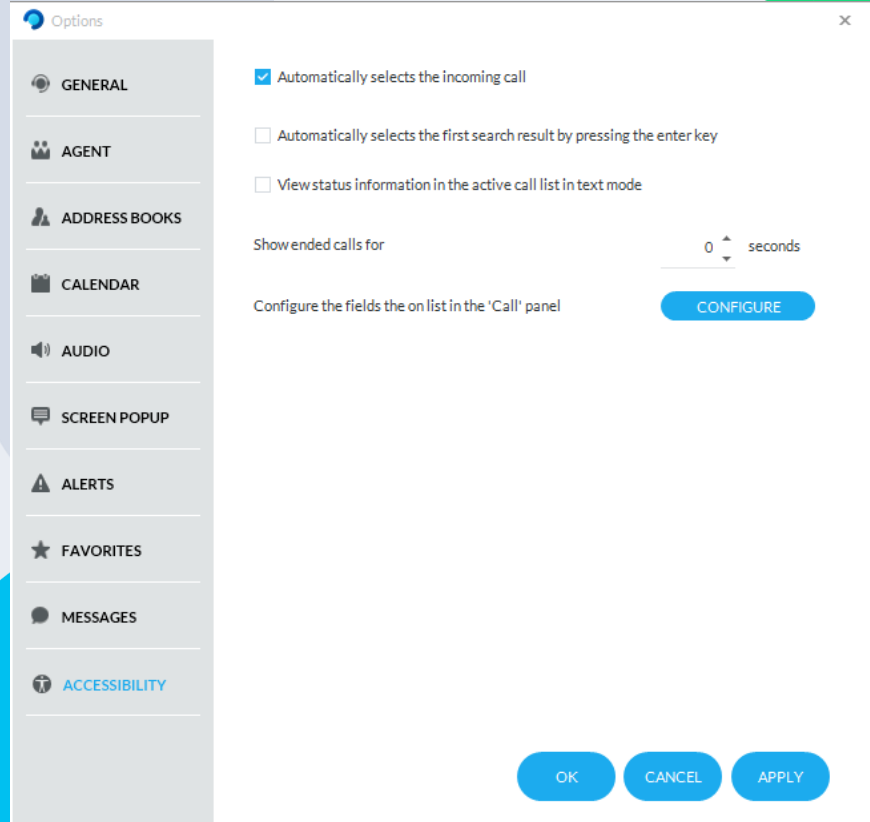 Options
GENERAL
AGENT
ADDRESS BOOKS
CALENDAR
AUDIO
SCREEN POPUP
ALERTS
FAVORITES
MESSAGES
ACCESSIBILITY
Automatically selects the incoming call
Automatically selects the first search result by pressing the enter key
View status information in the active call list in text mode
Show ended calls for 0 seconds
Configure the fields the on list in the 'Call' panel CONFIGURE
OK CANCEL APPLY